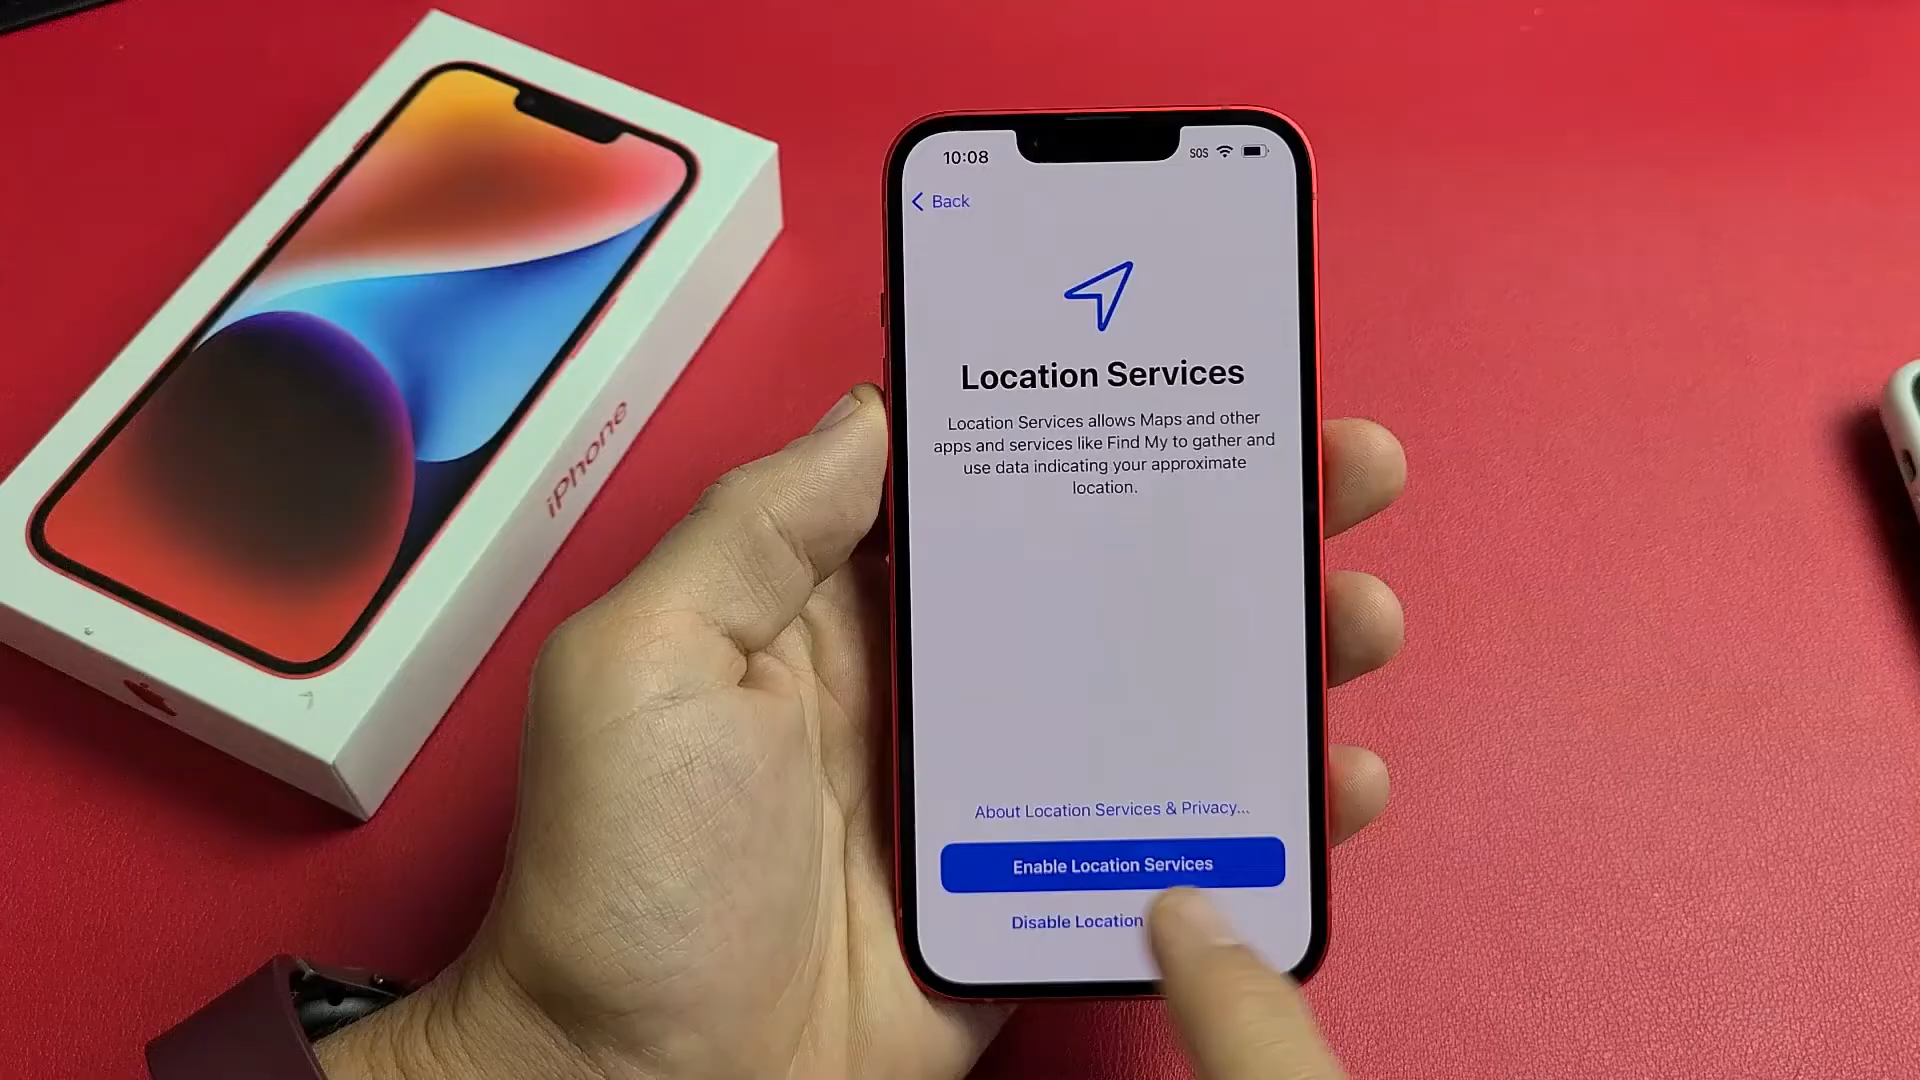 iPhone
10:08
SOS
Back
Location Services
Location Services allows Maps and other
apps and services like Find My to gather and
use data indicating your approximate
location.
About Location Services & Privacy...
Enable Location Services
Disable Location